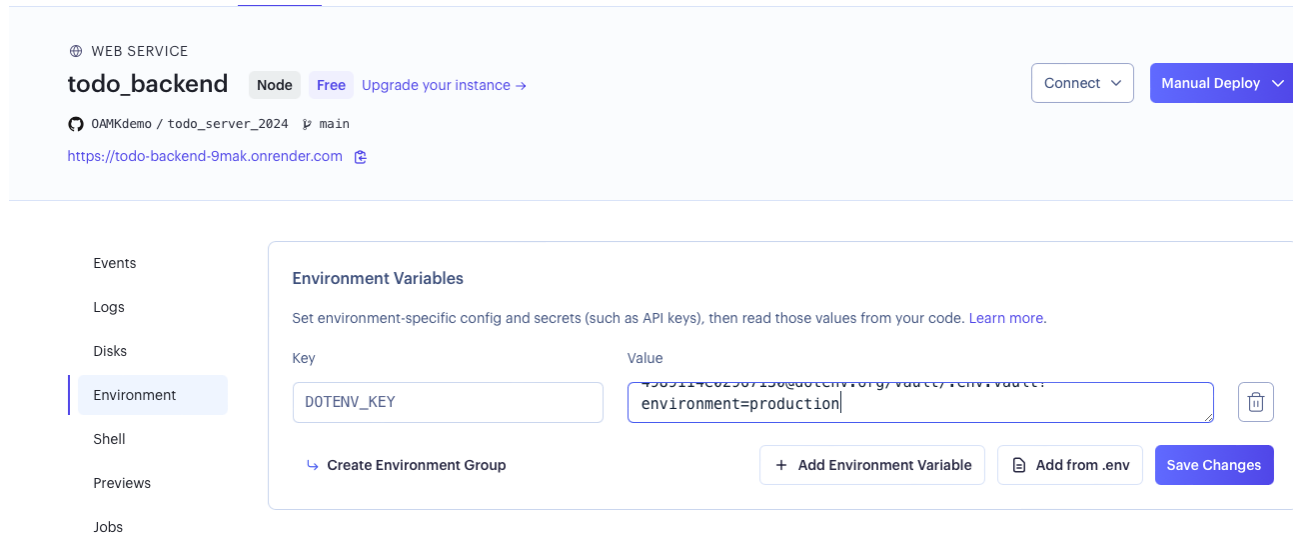 WEB SERVICE
todo_backend Node Free Upgrade your instance →
OAMKdemo / todo_server_2024 main
https://todo-backend-9mak.onrender.com
Events
Logs
Disks
Environment
Shell
Previews
Jobs
Connect
Manual Deploy
Environment Variables
Set environment-specific config and secrets (such as API keys), then read those values from your code. Learn more.
Key
Value
DOTENV_KEY
environment=production
Create Environment Group
+ Add Environment Variable
Add from .env
Save Changes